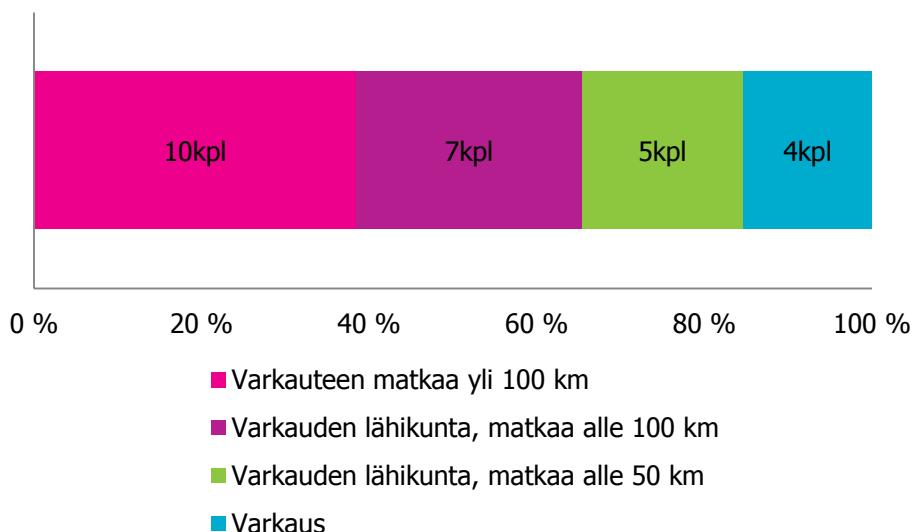 10kpl 7kpl 5kpl 4kpl
0 % 20 % 40 % 60 % 80 % 100 %
Varkauteen matkaa yli 100 km
Varkauden lähikunta, matkaa alle 100 km
Varkauden lähikunta, matkaa alle 50 km
Varkaus